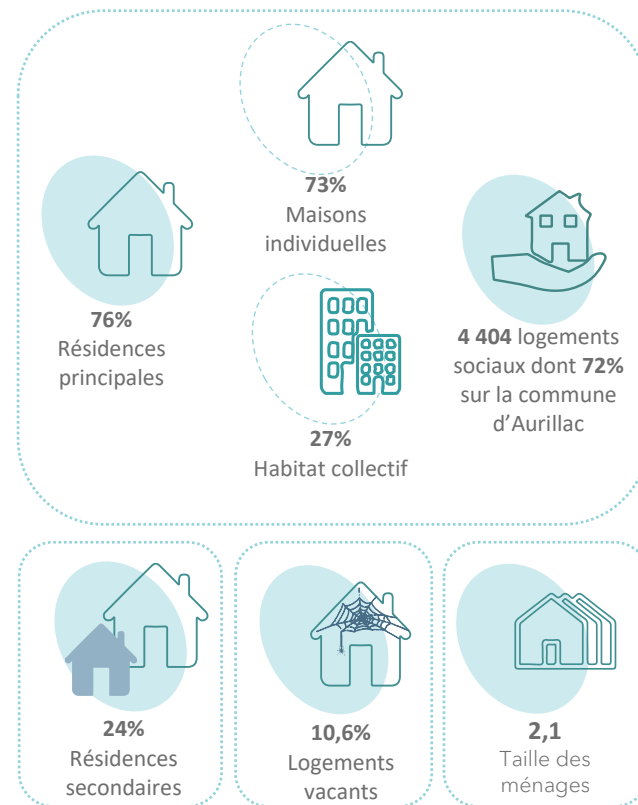 73%
Maisons
individuelles
76%
Résidences
principales
27%
Habitat collectif
4 404 logements
sociaux dont 72%
sur la commune
d’Aurillac
24%
Résidences
secondaires
10,6%
Logements
vacants
2,1
Taille des
ménages